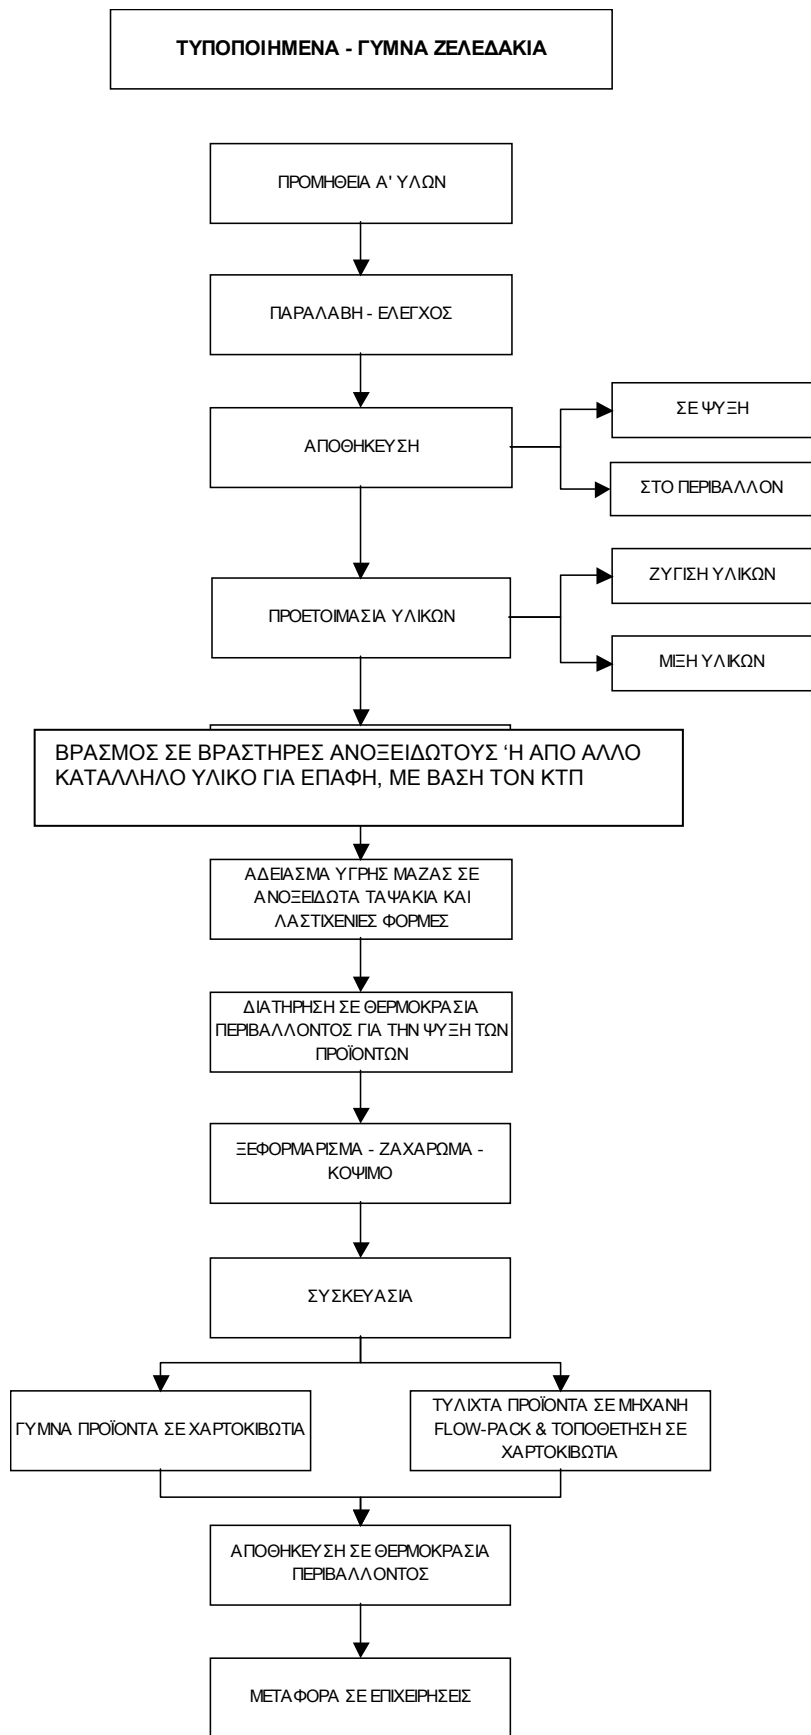 ΤΥΠΟΠΟΙΗΜΕΝΑ - ΓΥΜΝΑ ΖΕΛΕΔΑΚΙΑ
ΠΡΟΜΗΘΕΙΑ Α' ΥΛΩΝ
ΠΑΡΑΛΑΒΗ - ΕΛΕΓΧΟΣ
ΑΠΟΘΗΚΕΥΣΗ
ΣΕ ΨΥΞΗ
ΣΤΟ ΠΕΡΙΒΑΛΛΟΝ
ΠΡΟΕΤΟΙΜΑΣΙΑ ΥΛΙΚΩΝ
ΖΥΓΙΣΗ ΥΛΙΚΩΝ
ΜΙΞΗ ΥΛΙΚΩΝ
ΒΡΑΣΜΟΣ ΣΕ ΒΡΑΣΤΗΡΕΣ ΑΝΟΞΕΙΔΩΤΟΥΣ ‘Η ΑΠΟ ΑΛΛΟ
ΚΑΤΑΛΛΗΛΟ ΥΛΙΚΟ ΓΙΑ ΕΠΑΦΗ, ΜΕ ΒΑΣΗ ΤΟΝ ΚΤΠ
ΑΔΕΙΑΣΜΑ ΥΓΡΗΣ ΜΑΖΑΣ ΣΕ
ΑΝΟΞΕΙΔΩΤΑ ΤΑΨΑΚΙΑ ΚΑΙ
ΛΑΣΤΙΧΕΝΙΕΣ ΦΟΡΜΕΣ
ΔΙΑΤΗΡΗΣΗ ΣΕ ΘΕΡΜΟΚΡΑΣΙΑ
ΠΕΡΙΒΑΛΛΟΝΤΟΣ ΓΙΑ ΤΗΝ ΨΥΞΗ ΤΩΝ
ΠΡΟΪΟΝΤΩΝ
ΞΕΦΟΡΜΑΡΙΣΜΑ - ΖΑΧΑΡΩΜΑ -
ΚΟΨΙΜΟ
ΣΥΣΚΕΥΑΣΙΑ
ΓΥΜΝΑ ΠΡΟΪΟΝΤΑ ΣΕ ΧΑΡΤΟΚΙΒΩΤΙΑ
ΤΥΛΙΧΤΑ ΠΡΟΪΟΝΤΑ ΣΕ ΜΗΧΑΝΗ
FLOW-PACK & ΤΟΠΟΘΕΤΗΣΗ ΣΕ
ΧΑΡΤΟΚΙΒΩΤΙΑ
ΑΠΟΘΗΚΕΥΣΗ ΣΕ ΘΕΡΜΟΚΡΑΣΙΑ
ΠΕΡΙΒΑΛΛΟΝΤΟΣ
ΜΕΤΑΦΟΡΑ ΣΕ ΕΠΙΧΕΙΡΗΣΕΙΣ